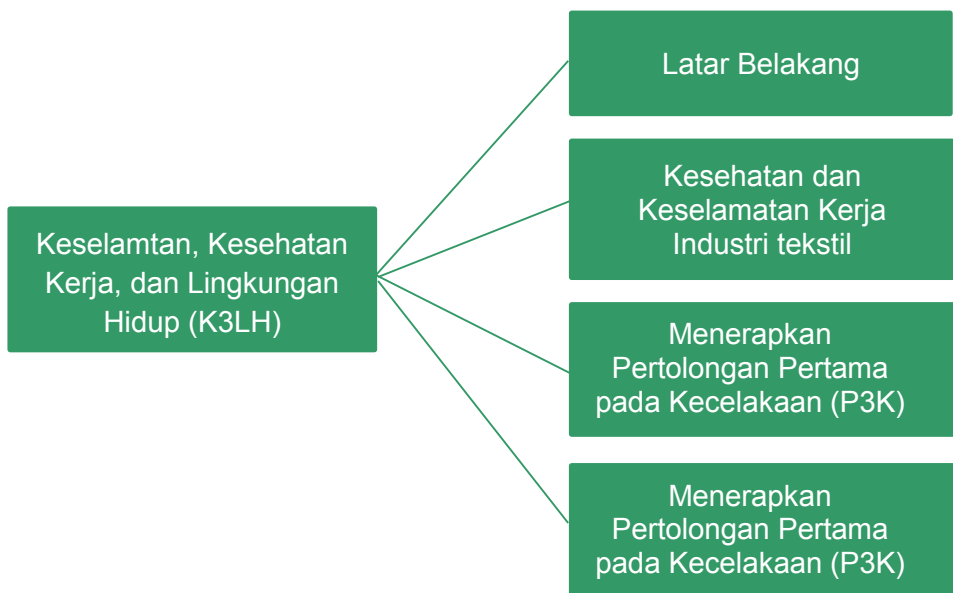 Keselamtan, Kesehatan
Kerja, dan Lingkungan
Hidup (K3LH)
Latar Belakang
Kesehatan dan
Keselamatan Kerja
Industri tekstil
Menerapkan
Pertolongan Pertama
pada Kecelakaan (P3K)
Menerapkan
Pertolongan Pertama
pada Kecelakaan (P3K)